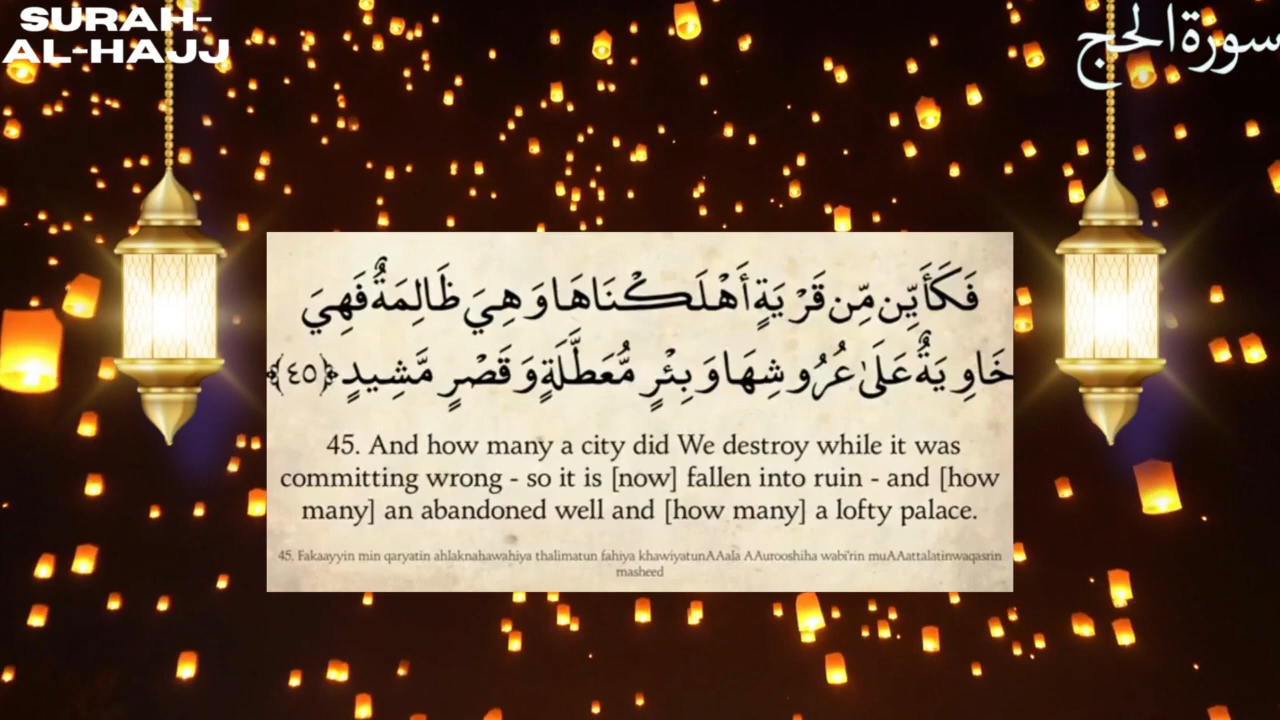 SURAH-
AL-HAJJ
سورة الحج
فَكَأَيِّن مِّن قَرْيَةٍ أَهْلَكْنَاهَا وَهِيَ ظَالِمَةٌ فَهِيَ
خَاوِيَةٌ عَلَىٰ عُرُوشِهَا وَبِئْرٍ مُّعَطَّلَةٍ وَقَصْرٍ مَّشِيدٍ ﴿٤٥﴾
45. And how many a city did We destroy while it was
committing wrong - so it is [now] fallen into ruin - and [how
many] an abandoned well and [how many] a lofty palace.
45. Fakaayyin min qaryatin ahlaknahawahiya thalimatun fahiya khawiyatunAAala AAurooshiha wabi'rin muAAattalatinwaqasrin
masheed